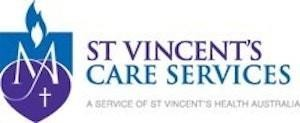 ST VINCENT'S
CARE SERVICES
A SERVICE OF ST VINCENT'S HEALTH AUSTRALIA